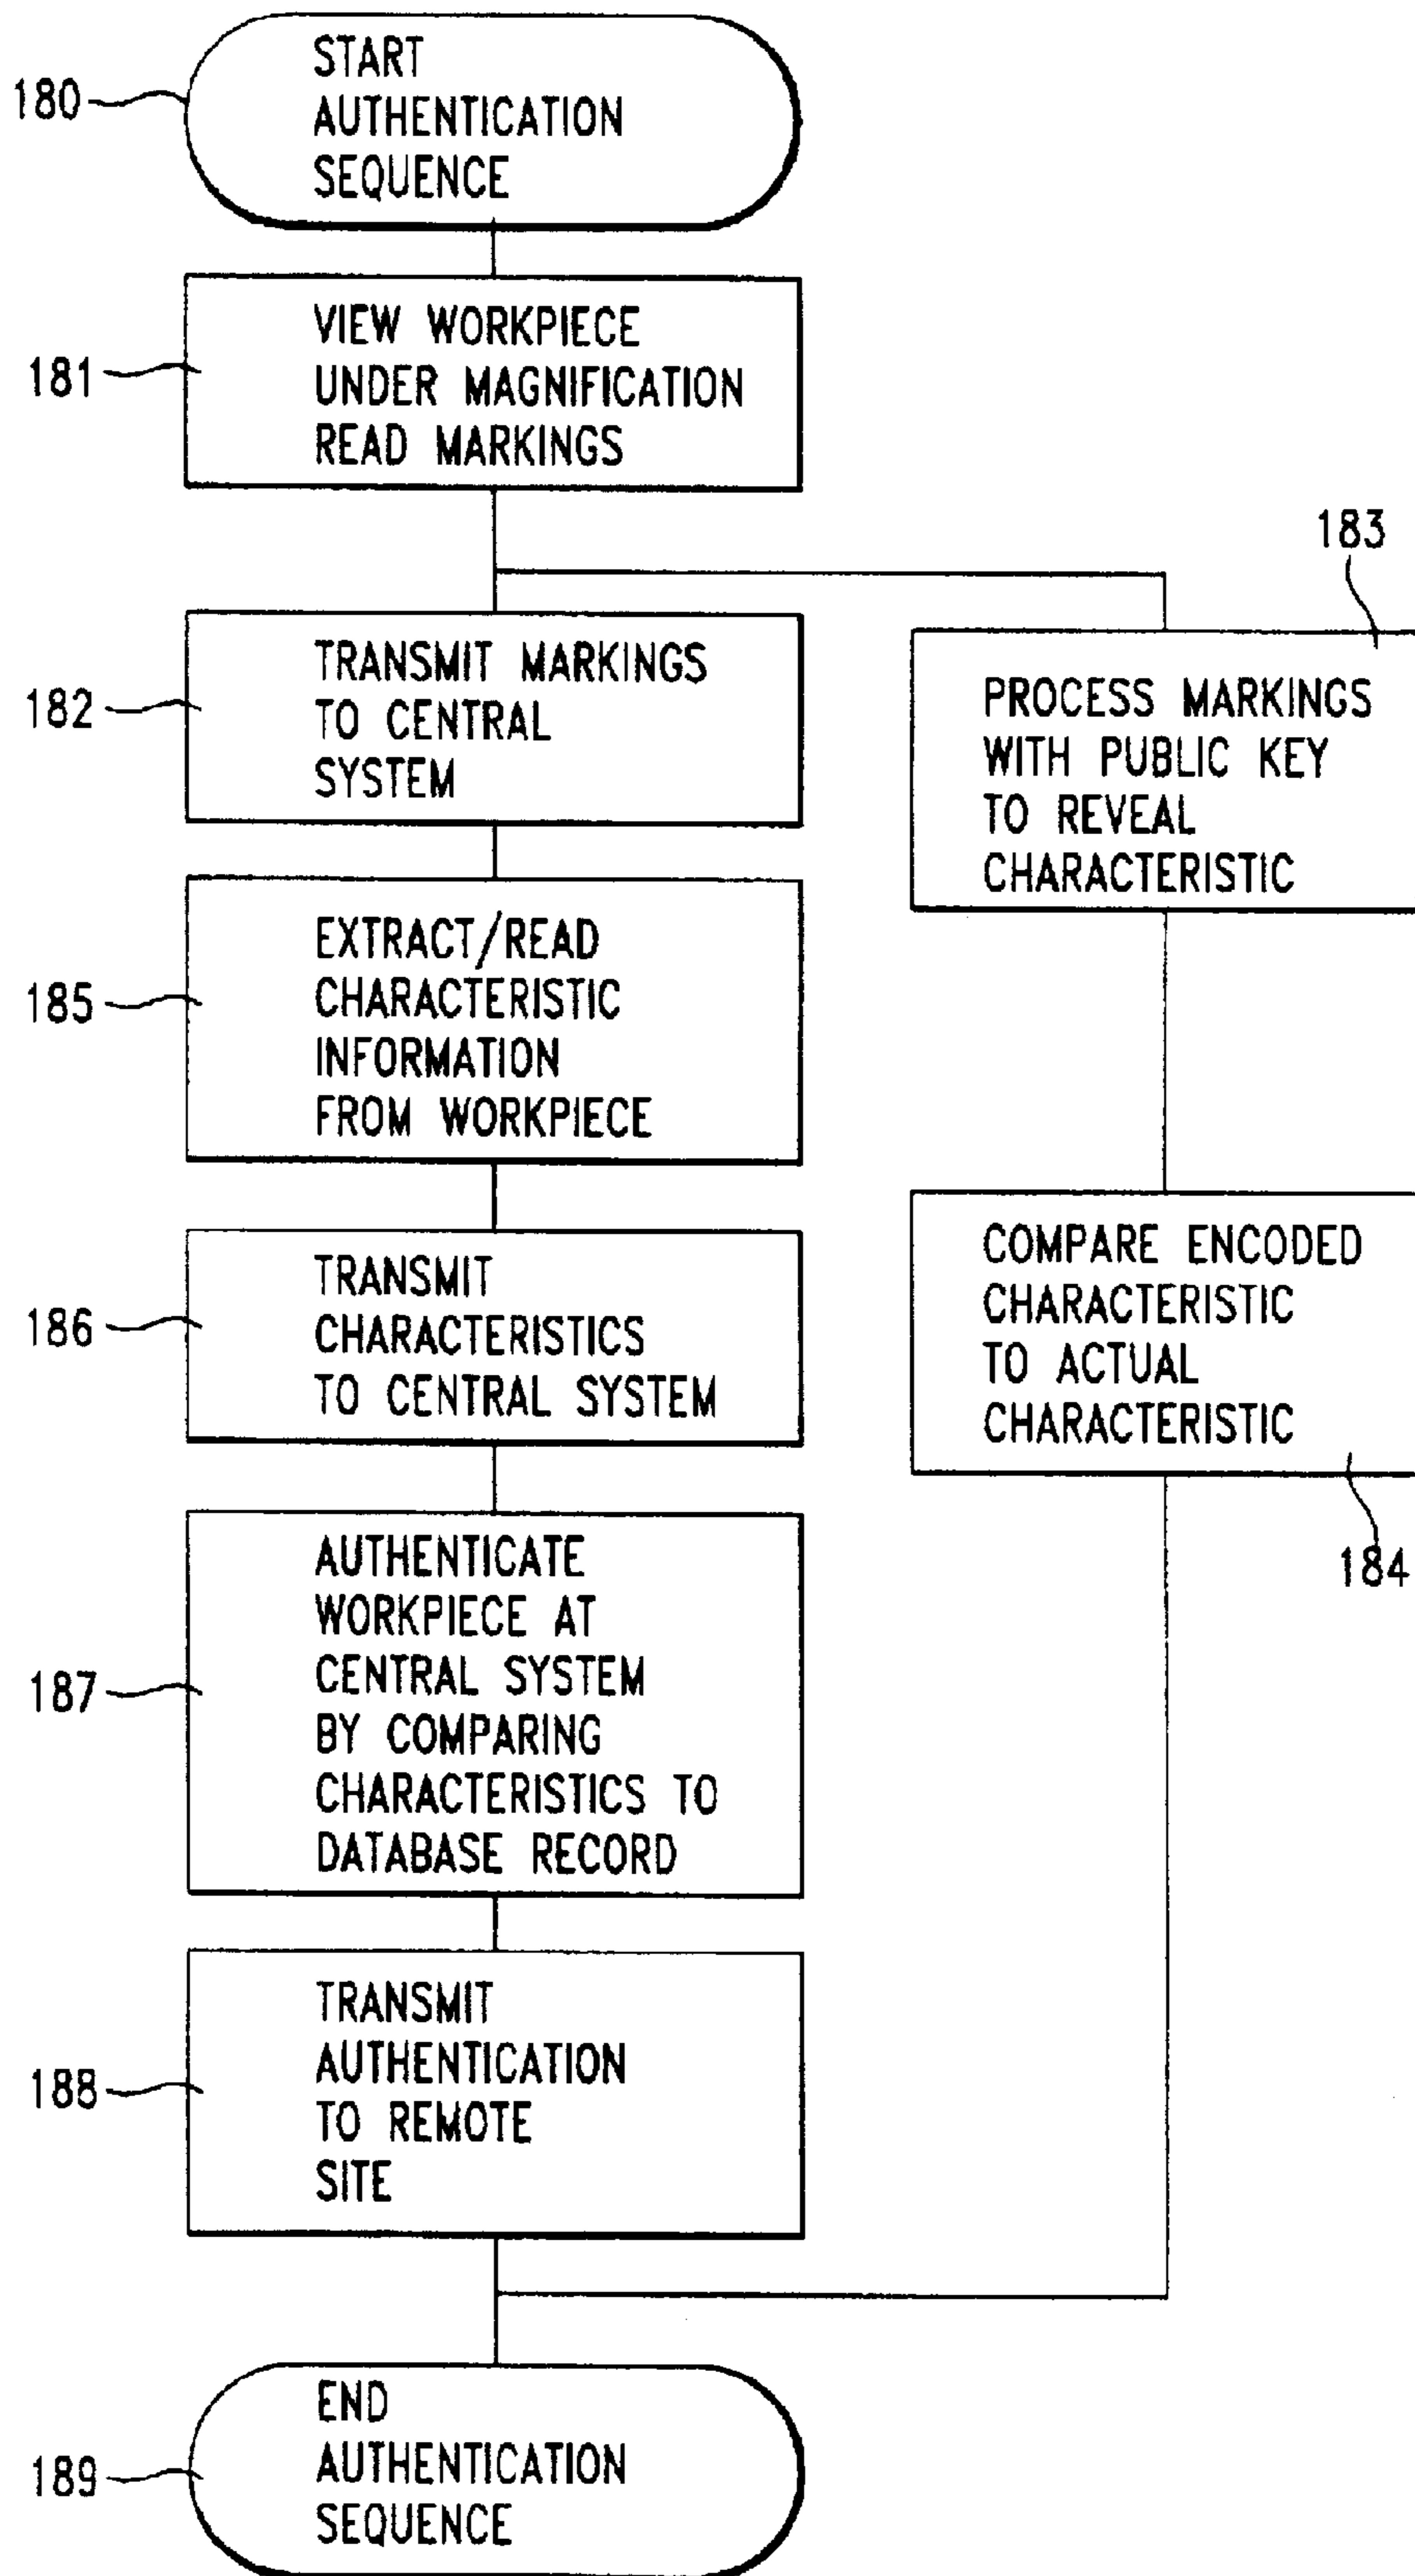 180
START
AUTHENTICATION
SEQUENCE
181
VIEW WORKPIECE
UNDER MAGNIFICATION
READ MARKINGS
182
TRANSMIT MARKINGS
TO CENTRAL
SYSTEM
183
PROCESS MARKINGS
WITH PUBLIC KEY
TO REVEAL
CHARACTERISTIC
185
EXTRACT/READ
CHARACTERISTIC
INFORMATION
FROM WORKPIECE
186
TRANSMIT
CHARACTERISTICS
TO CENTRAL SYSTEM
COMPARE ENCODED
CHARACTERISTIC
TO ACTUAL
CHARACTERISTIC
184
187
AUTHENTICATE
WORKPIECE AT
CENTRAL SYSTEM
BY COMPARING
CHARACTERISTICS TO
DATABASE RECORD
188
TRANSMIT
AUTHENTICATION
TO REMOTE
SITE
189
END
AUTHENTICATION
SEQUENCE